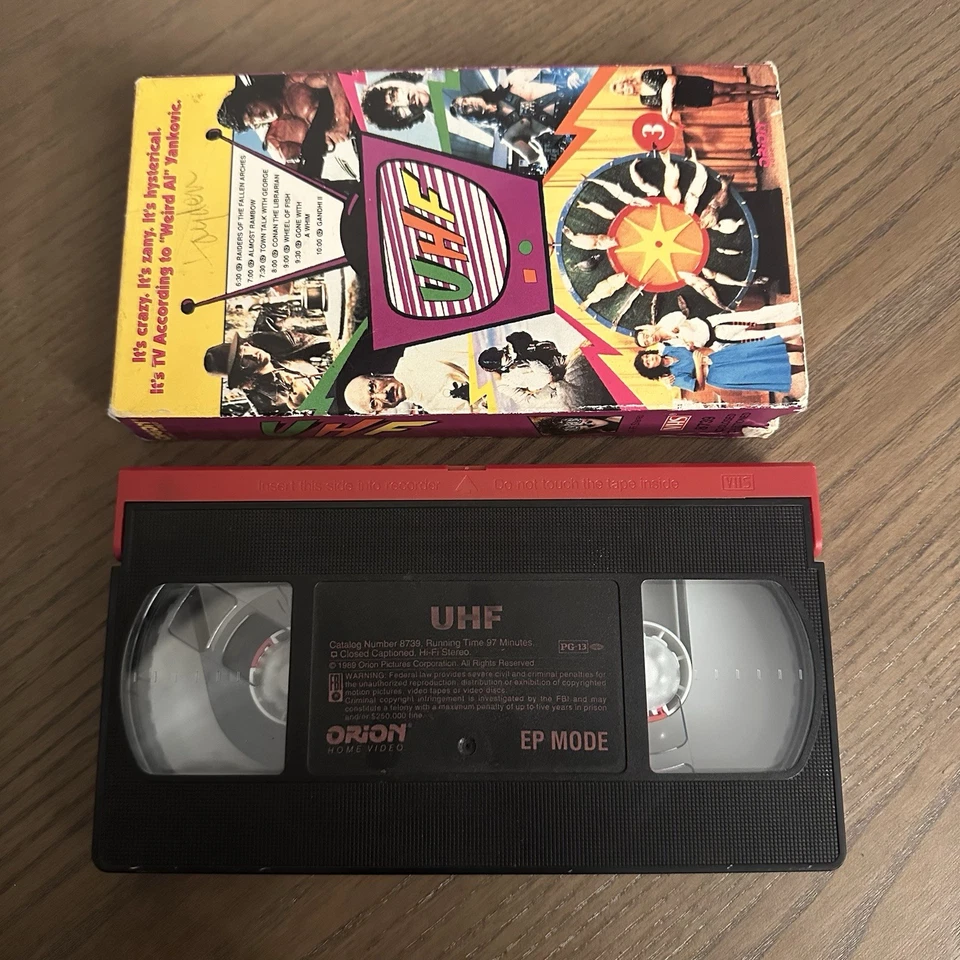 It's crazy. It's zany. It's hysterical.
It's TV According to "Weird Al" Yankovic.
6:30 RAIDERS OF THE FALLEN ARCHES
7:00 ALMOST RAMBOW
7:30 TOWN TALK WITH GEORGE
8:00 CONAN THE LIBRARIAN
9:00 WHEEL OF FISH
9:30 GONE WITH
A WHIM
10:00 GANDHI II
UHF
3
ORION
UHF
VHS
Insert this side into recorder Do not touch the tape inside VHS
UHF
Catalog Number 8739, Running Time 97 Minutes.
Closed Captioned. Hi-Fi Stereo.
PG-13
© 1989 Orion Pictures Corporation. All Rights Reserved
WARNING: Federal law provides severe civil and criminal penalties for
the unauthorized reproduction, distribution or exhibition of copyrighted
motion pictures, video tapes or video discs.
Criminal copyright infringement is investigated by the FBI and may
constitute a felony with a maximum penalty of up to five years in prison
and/or $250,000 fine.
ORION
HOME VIDEO
EP MODE